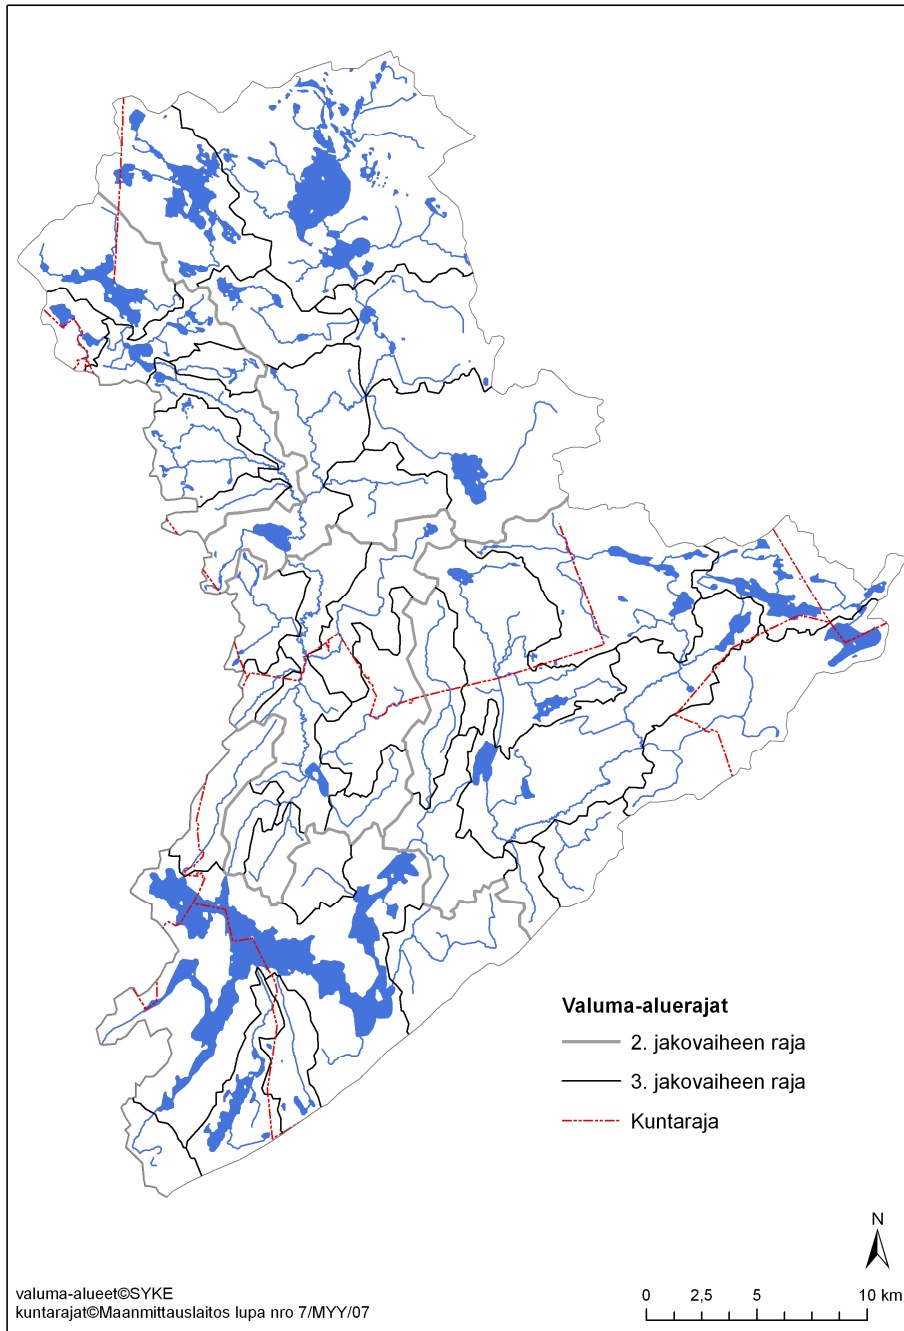 Valuma-aluerajat
2. jakovaiheen raja
3. jakovaiheen raja
Kuntaraja
N
0 2,5 5 10 km
valuma-alueet©SYKE
kuntarajat©Maanmittauslaitos lupa nro 7/MYY/07